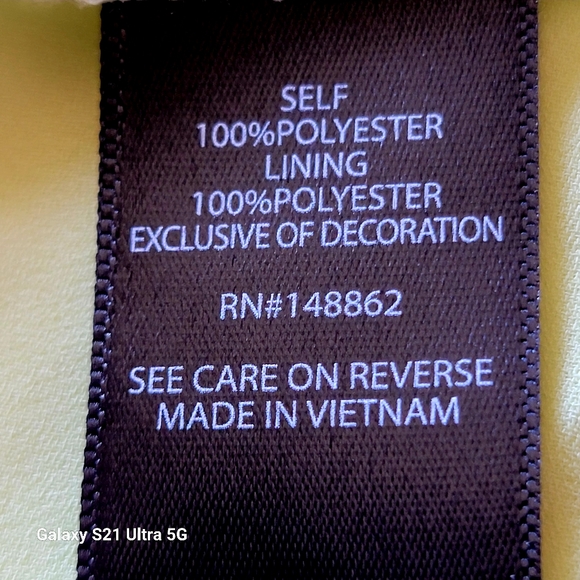 SELF
100%POLYESTER
LINING
100%POLYESTER
EXCLUSIVE OF DECORATION
RN#148862
SEE CARE ON REVERSE
MADE IN VIETNAM
Galaxy S21 Ultra 5G